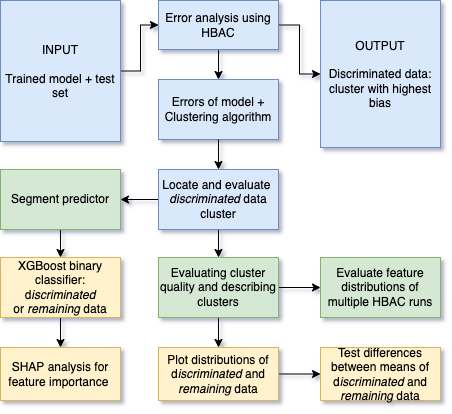 INPUT
Trained model + test
set
Error analysis using
HBAC
OUTPUT
Discriminated data:
cluster with highest
bias
Errors of model +
Clustering algorithm
Segment predictor
Locate and evaluate
discriminated data
cluster
XGBoost binary
classifier:
discriminated
or remaining data
Evaluating cluster
quality and describing
clusters
Evaluate feature
distributions of
multiple HBAC runs
SHAP analysis for
feature importance
Plot distributions of
discriminated and
remaining data
Test differences
between means of
discriminated and
remaining data